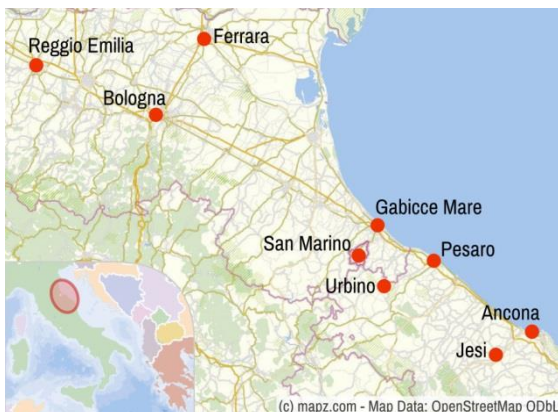 Ferrara
Reggio Emilia
Bologna
Gabicce Mare
San Marino
Pesaro
Urbino
Ancona
Jesi
(c) mapz.com - Map Data: OpenStreetMap ODbL